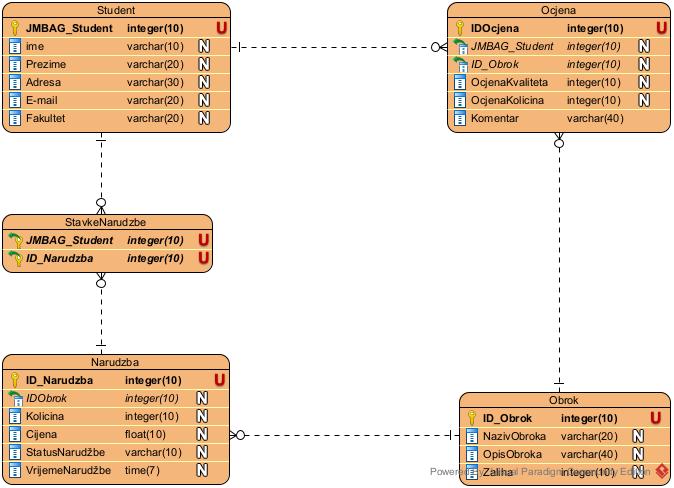 Student
JMBAG_Student integer(10) U
ime varchar(10) N
Prezime varchar(20) N
Adresa varchar(30) N
E-mail varchar(20) N
Fakultet varchar(20) N
Ocjena
IDOcjena integer(10) U
JMBAG_Student integer(10) N
ID_Obrok integer(10) N
OcjenaKvaliteta integer(10) N
OcjenaKolicina integer(10) N
Komentar varchar(40)
StavkeNarudzbe
JMBAG_Student integer(10) U
ID_Narudzba integer(10) U
Narudzba
ID_Narudzba integer(10) U
IDObrok integer(10) N
Kolicina integer(10) N
Cijena float(10) N
StatusNarudžbe varchar(10) N
VrijemeNarudžbe time(7) N
Obrok
ID_Obrok integer(10) U
NazivObroka varchar(20) N
OpisObroka varchar(40) N
Zaliha integer(10) N
Powered By Visual Paradigm Community Edition